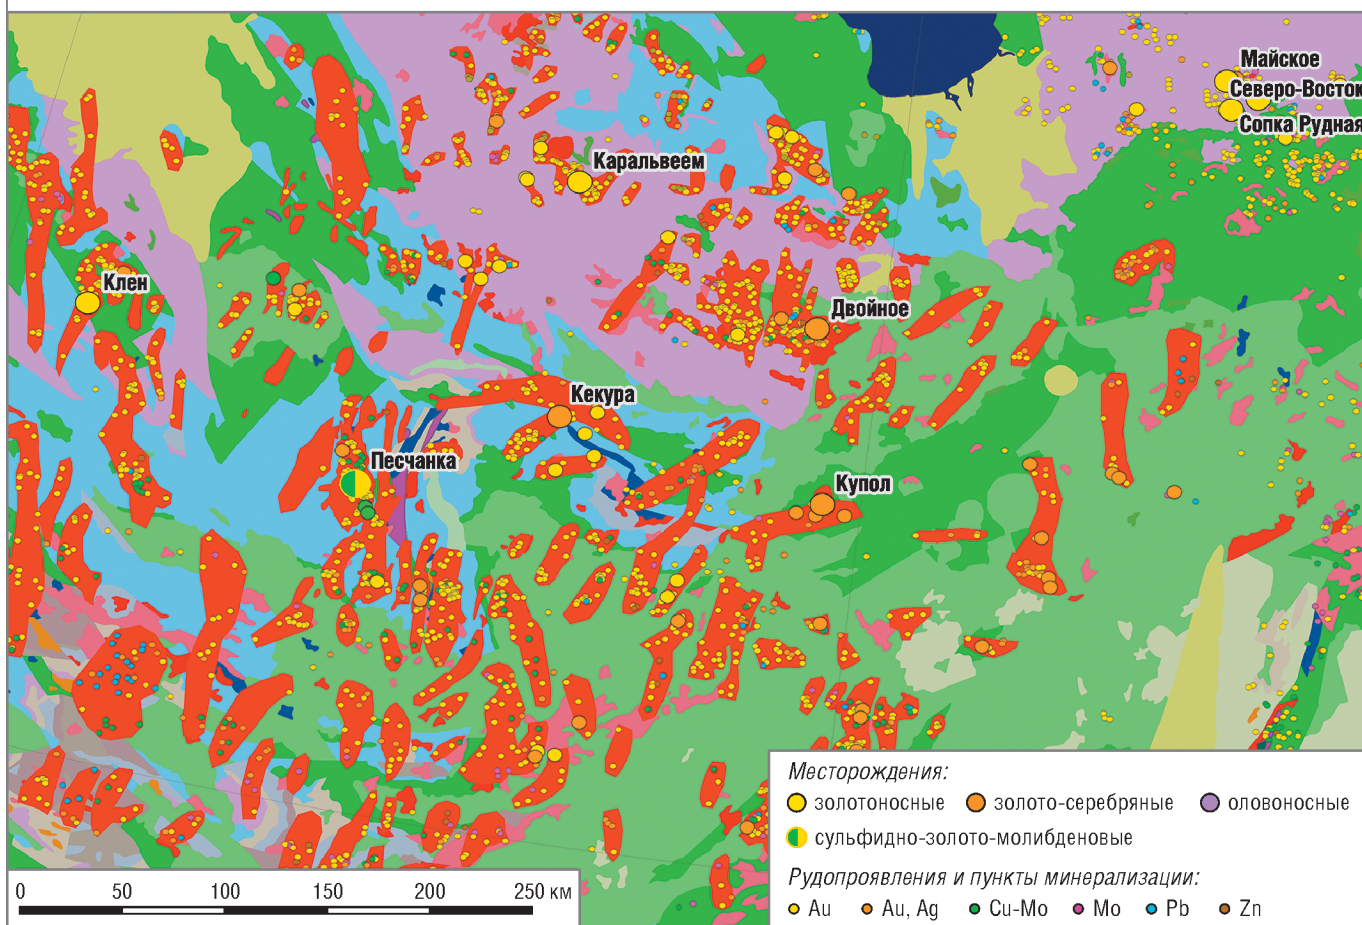 Майское
Северо-Восток
Сопка Рудная
Каральвеем
Клен
Двойное
Кекура
Песчанка
Купол
Месторождения:
золотоносные золото-серебряные оловоносные
сульфидно-золото-молибденовые
Рудопроявления и пункты минерализации:
Au Au, Ag Cu-Mo Mo Pb Zn
0 50 100 150 200 250 км